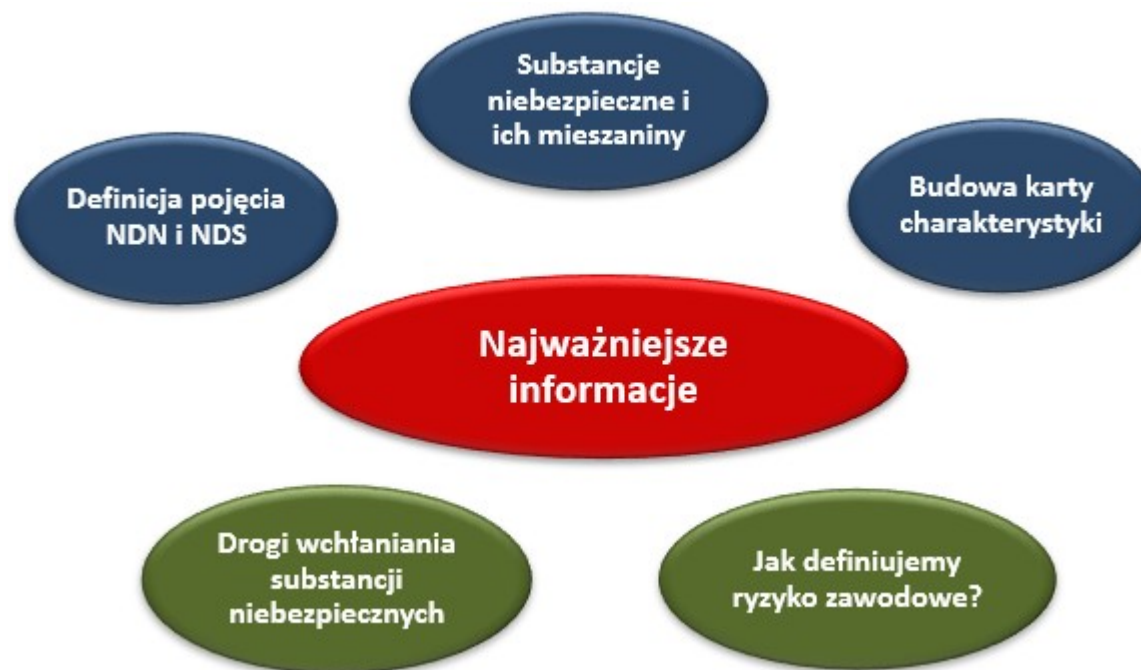 Substancje
niebezpieczne i
ich mieszaniny
Definicja pojęcia
NDN i NDS
Budowa karty
charakterystyki
Najważniejsze
informacje
Drogi wchłaniania
substancji
niebezpiecznych
Jak definiujemy
ryzyko zawodowe?